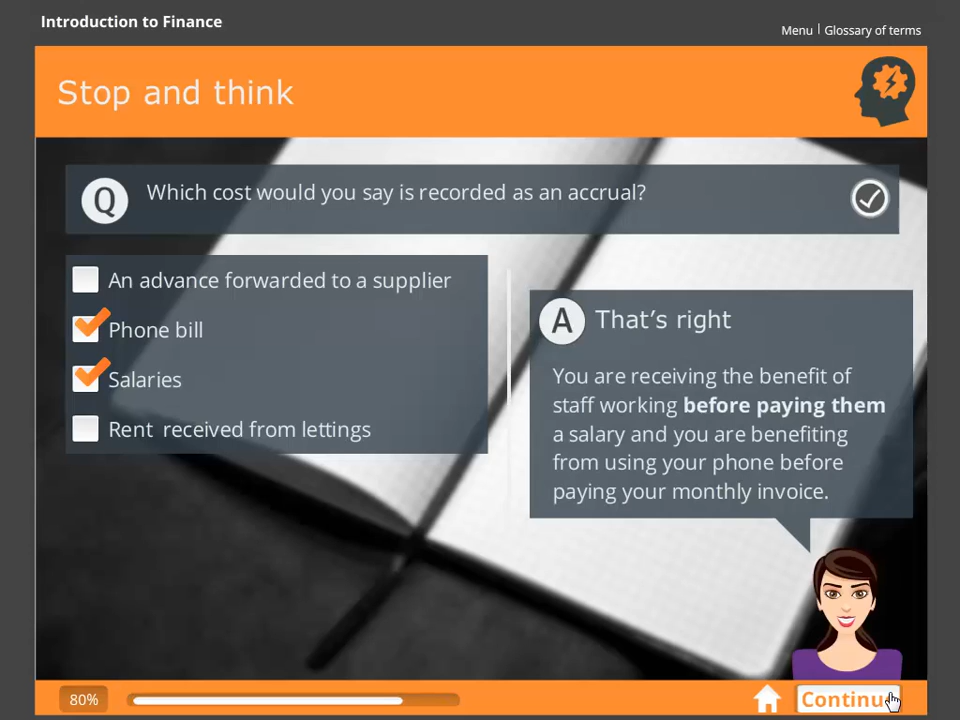 Introduction to Finance
Menu | Glossary of terms
Stop and think
Q Which cost would you say is recorded as an accrual?
An advance forwarded to a supplier
Phone bill
Salaries
Rent received from lettings
A That's right
You are receiving the benefit of
staff working before paying them
a salary and you are benefiting
from using your phone before
paying your monthly invoice.
80%
Continu